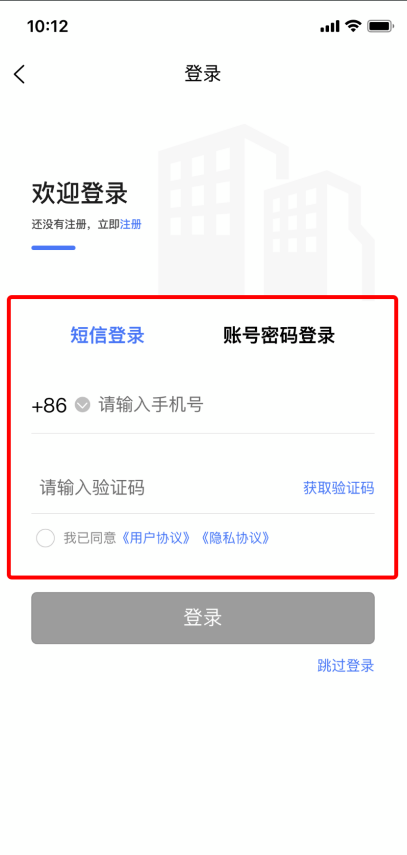 10:12
登录
欢迎登录
还没有注册，立即注册
短信登录 账号密码登录
+86 请输入手机号
请输入验证码 获取验证码
我已同意《用户协议》《隐私协议》
登录
跳过登录